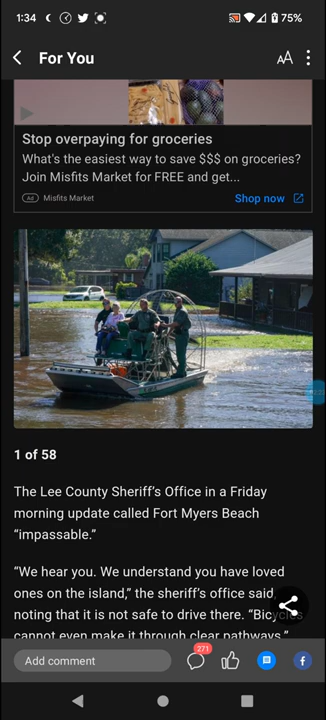 1:34
75%
For You
AA
Stop overpaying for groceries
What's the easiest way to save $$$ on groceries?
Join Misfits Market for FREE and get...
Ad Misfits Market
Shop now
1 of 58
The Lee County Sheriff's Office in a Friday
morning update called Fort Myers Beach
“impassable.”
“We hear you. We understand you have loved
ones on the island,” the sheriff's office said,
noting that it is not safe to drive there. “Bicycles
cannot even make it through clear pathways.”
Add comment
271
f